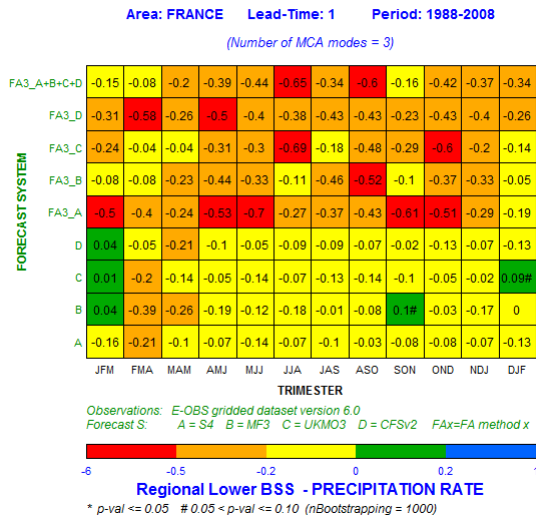 Area: FRANCE Lead-Time: 1 Period: 1988-2008
(Number of MCA modes = 3)
FA3_A+B+C+D -0.15 -0.08 -0.2 -0.39 -0.44 -0.65 -0.34 -0.6 -0.16 -0.42 -0.37 -0.34
FA3_D -0.31 -0.58 -0.26 -0.5 -0.4 -0.38 -0.43 -0.43 -0.23 -0.43 -0.4 -0.26
FA3_C -0.24 -0.04 -0.04 -0.31 -0.3 -0.69 -0.18 -0.48 -0.29 -0.6 -0.2 -0.14
FA3_B -0.08 -0.08 -0.23 -0.44 -0.33 -0.11 -0.46 -0.52 -0.1 -0.37 -0.33 -0.05
FA3_A -0.5 -0.4 -0.24 -0.53 -0.7 -0.27 -0.37 -0.43 -0.61 -0.51 -0.29 -0.19
D 0.04 -0.05 -0.21 -0.1 -0.05 -0.09 -0.09 -0.07 -0.02 -0.13 -0.07 -0.13
C 0.01 -0.2 -0.14 -0.05 -0.14 -0.07 -0.13 -0.14 -0.1 -0.05 -0.02 0.09#
B 0.04 -0.39 -0.26 -0.19 -0.12 -0.18 -0.01 -0.08 0.1# -0.03 -0.17 0
A -0.16 -0.21 -0.1 -0.07 -0.14 -0.07 -0.1 -0.03 -0.08 -0.08 -0.07 -0.13
FORECAST SYSTEM
JFM FMA MAM AMJ MJJ JJA JAS ASO SON OND NDJ DJF
TRIMESTER
Observations: E-OBS gridded dataset version 6.0
Forecast S: A = S4 B = MF3 C = UKMO3 D = CFSv2 FAx=FA method x
-6 -0.5 -0.2 0 0.2
Regional Lower BSS - PRECIPITATION RATE
* p-val <= 0.05 # 0.05 < p-val <= 0.10 (nBootstrapping = 1000)